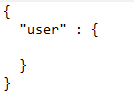 {
  "user" : {

  }
}